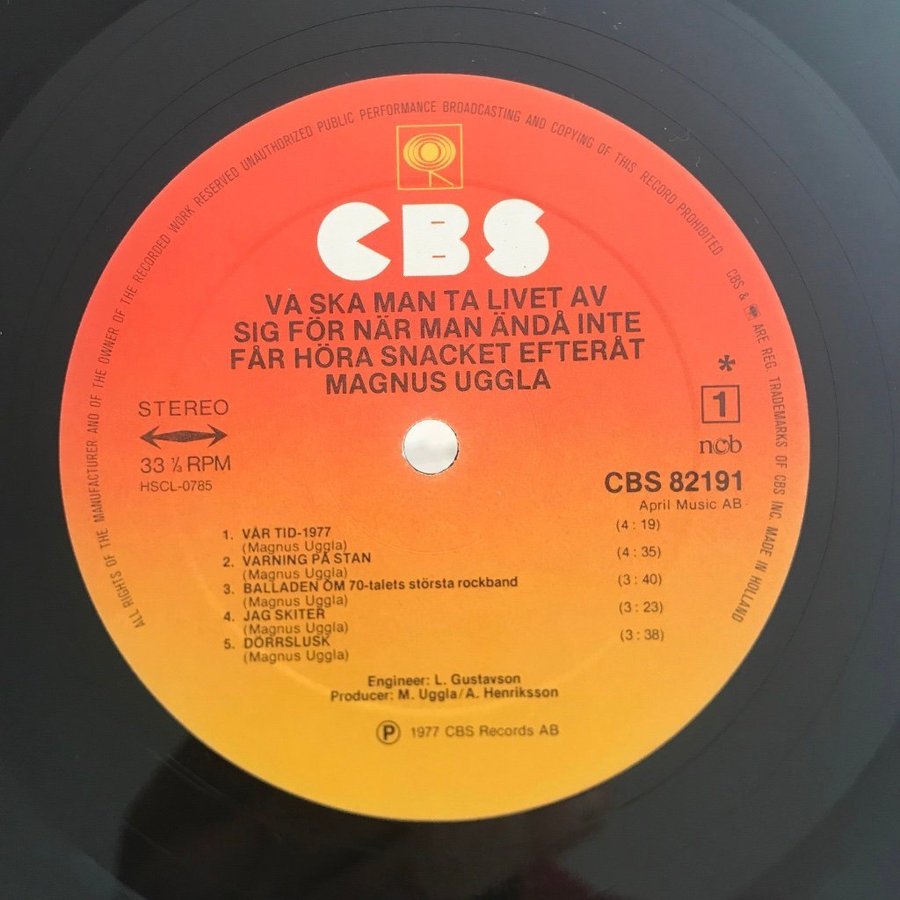 ALL RIGHTS OF THE MANUFACTURER AND OF THE OWNER OF THE RECORDED WORK RESERVED UNAUTHORIZED PUBLIC PERFORMANCE BROADCASTING AND COPYING OF THIS RECORD PROHIBITED CBS & ARE REG. TRADEMARKS OF CBS INC. MADE IN HOLLAND
CBS
VA SKA MAN TA LIVET AV
SIG FÖR NÄR MAN ÄNDÅ INTE
FÅR HÖRA SNACKET EFTERÅT
MAGNUS UGGLA
STEREO
33 ⅓ RPM
HSCL-0785
*
1
ncb
CBS 82191
April Music AB
1. VÅR TID-1977 (4 : 19)
(Magnus Uggla)
2. VARNING PÅ STAN (4 : 35)
(Magnus Uggla)
3. BALLADEN OM 70-talets största rockband (3 : 40)
(Magnus Uggla)
4. JAG SKITER (3 : 23)
(Magnus Uggla)
5. DÖRRSLUSK (3 : 38)
(Magnus Uggla)
Engineer: L. Gustavson
Producer: M. Uggla/A. Henriksson
Ⓟ 1977 CBS Records AB